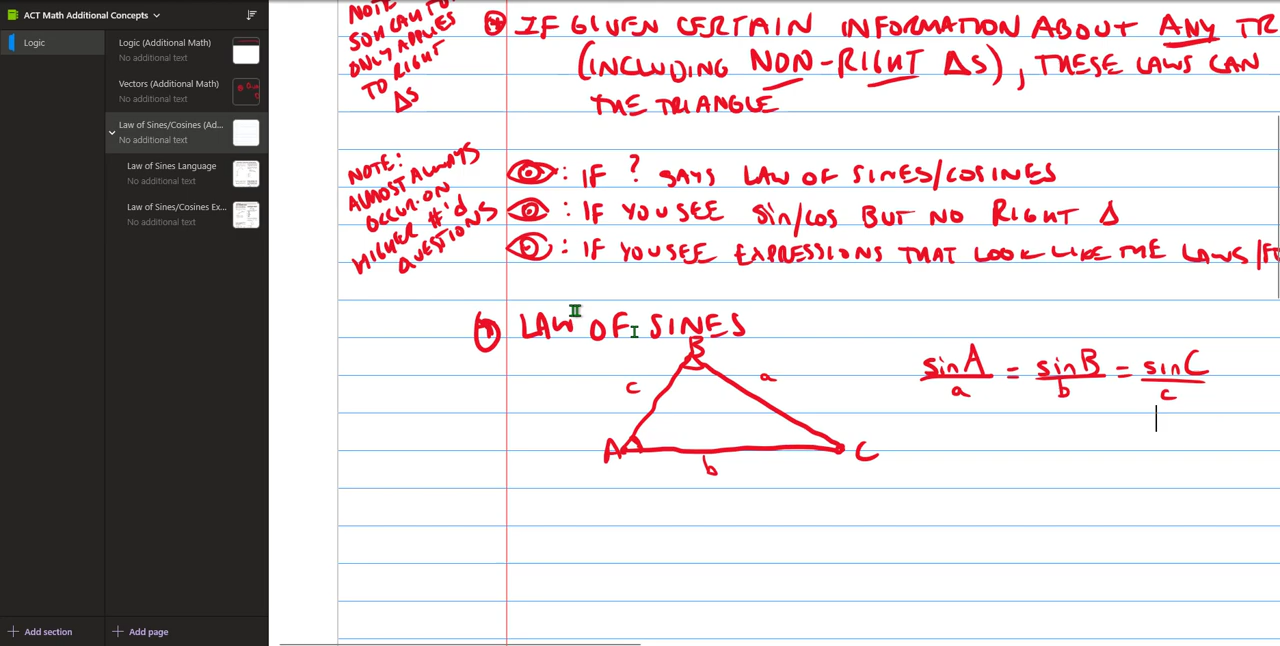 ACT Math Additional Concepts
Logic
Logic (Additional Math)
No additional text
Vectors (Additional Math)
No additional text
Law of Sines/Cosines (Ad...
No additional text
Law of Sines Language
No additional text
Law of Sines/Cosines Ex...
No additional text
Add section
Add page
NOTE
SOH CAH TO
ONLY APPLIES
TO RIGHT
Δs
IF GIVEN CERTAIN INFORMATION ABOUT ANY TR
(INCLUDING NON-RIGHT Δs), THESE LAWS CAN
THE TRIANGLE
NOTE:
ALMOST ALWAYS
OCCUR ON
HIGHER #'d
QUESTIONS
: IF ? SAYS LAW OF SINES/COSINES
: IF YOU SEE sin/cos BUT NO RIGHT Δ
: IF YOU SEE EXPRESSIONS THAT LOOK LIKE THE LAWS/
LAW OF SINES
B
c
a
A
C
b
sinA/a = sinB/b = sinC/c